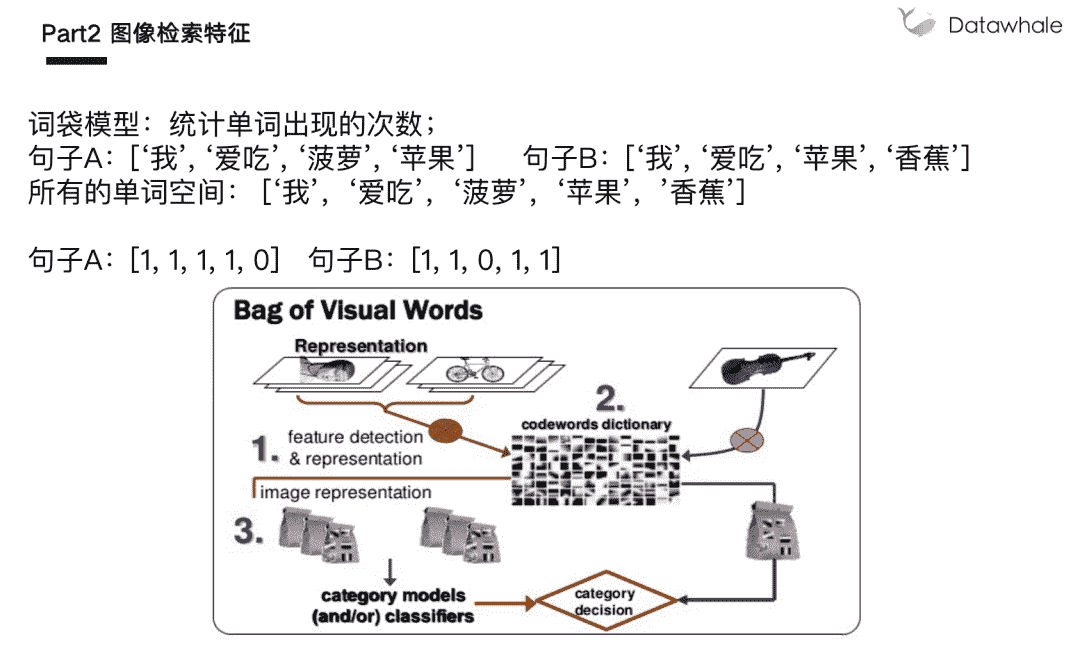 Part2 图像检索特征
Datawhale
词袋模型：统计单词出现的次数；
句子A：[‘我’, ‘爱吃’, ‘菠萝’, ‘苹果’] 句子B：[‘我’, ‘爱吃’, ‘苹果’, ‘香蕉’]
所有的单词空间：[‘我’, ‘爱吃’, ‘菠萝’, ‘苹果’, ’香蕉’]
句子A：[1, 1, 1, 1, 0] 句子B：[1, 1, 0, 1, 1]
Bag of Visual Words
Representation
2.
codewords dictionary
1.
feature detection
& representation
image representation
3.
category models
(and/or) classifiers
category
decision